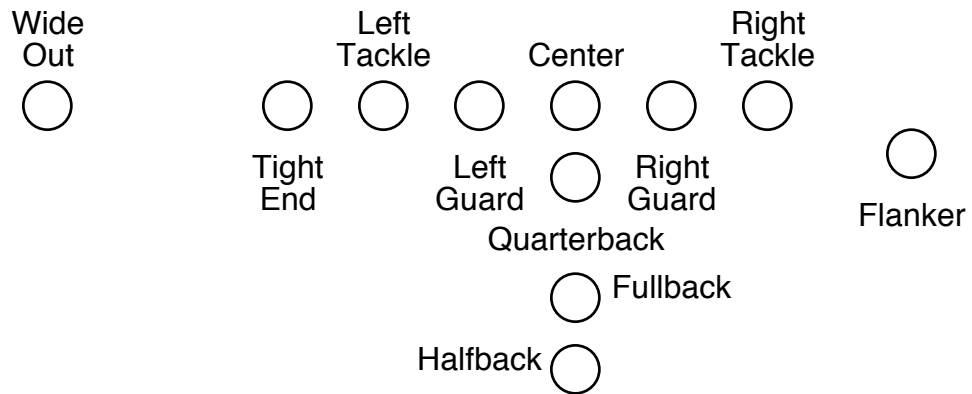 Wide
Out
Left
Tackle
Center
Right
Tackle
Tight
End
Left
Guard
Right
Guard
Flanker
Quarterback
Fullback
Halfback